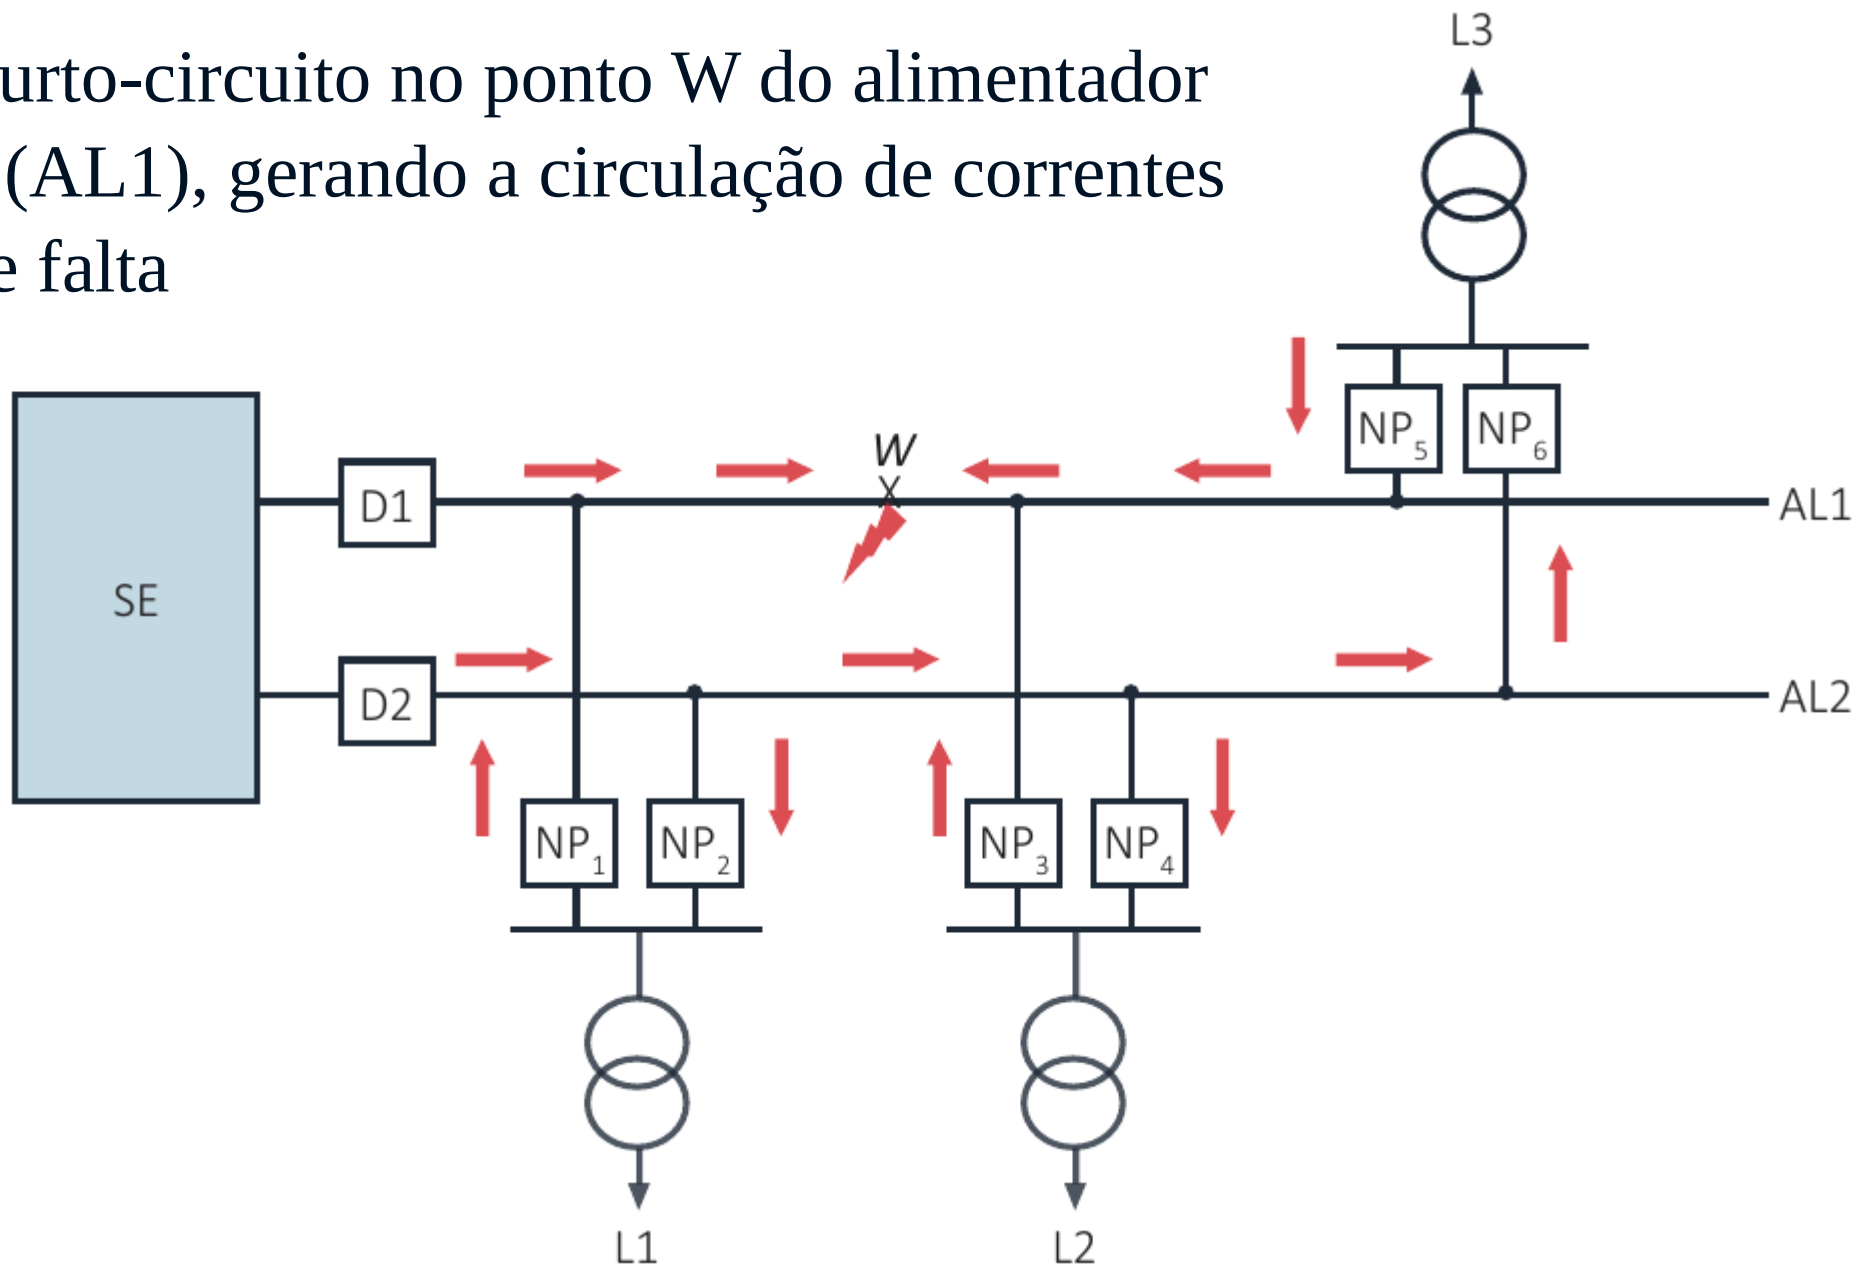 L3
urto-circuito no ponto W do alimentador
(AL1), gerando a circulação de correntes
e falta
NP5 NP6
W
X
D1
AL1
SE
D2
AL2
NP1 NP2 NP3 NP4
L1 L2